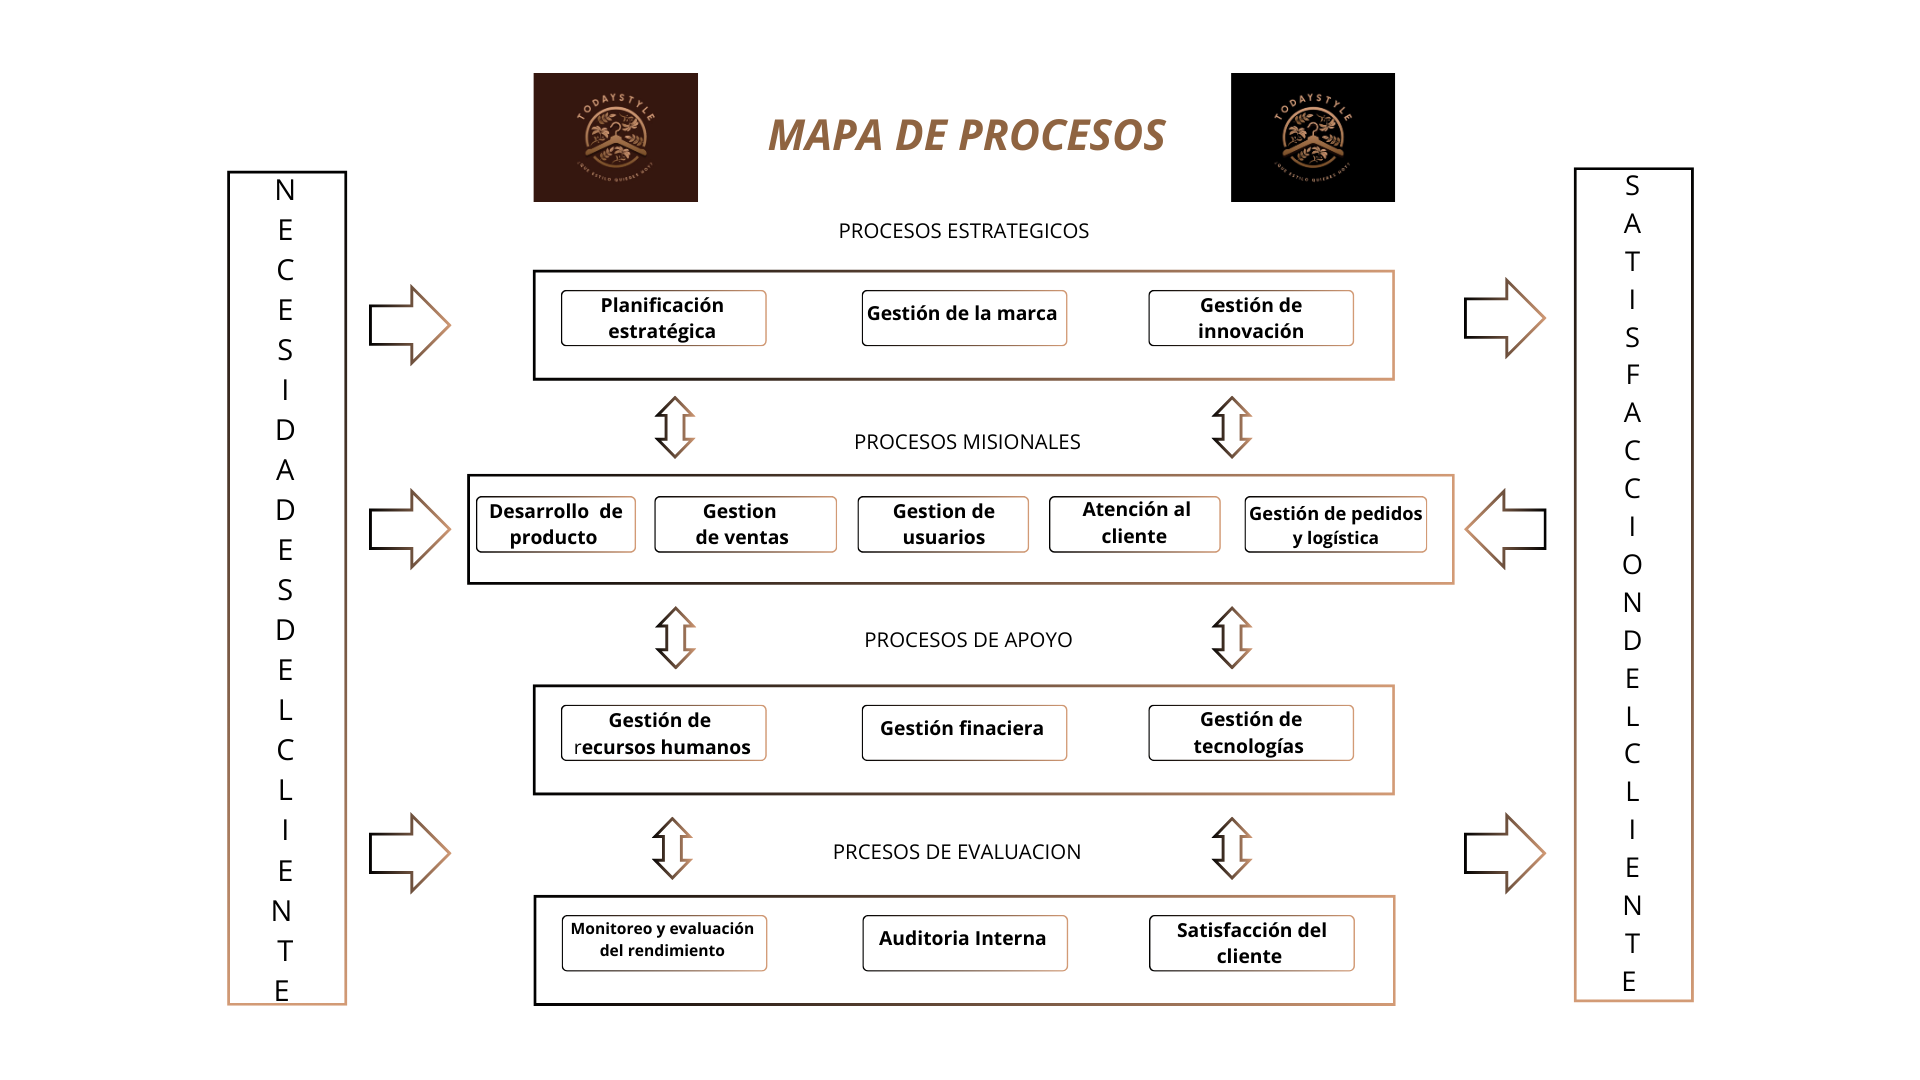 TODAYSTYLE
¿QUE ESTILO QUIERES HOY?
MAPA DE PROCESOS
TODAYSTYLE
¿QUE ESTILO QUIERES HOY?
NECESIDADESDELCLIENTE
PROCESOS ESTRATEGICOS
Planificación
estratégica
Gestión de la marca
Gestión de
innovación
PROCESOS MISIONALES
Desarrollo de
producto
Gestion
de ventas
Gestion de
usuarios
Atención al
cliente
Gestión de pedidos
y logística
PROCESOS DE APOYO
Gestión de
recursos humanos
Gestión finaciera
Gestión de
tecnologías
PRCESOS DE EVALUACION
Monitoreo y evaluación
del rendimiento
Auditoria Interna
Satisfacción del
cliente
SATISFACCIONDELCLIENTE